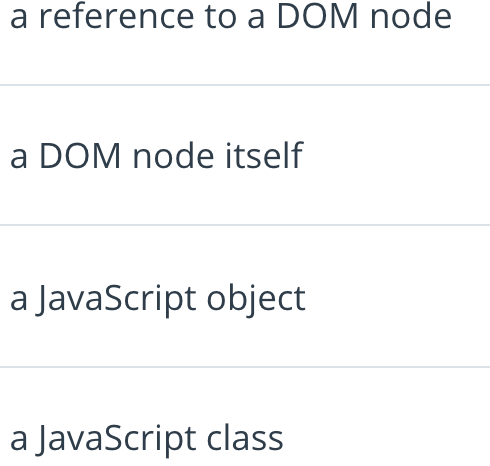 a reference to a DOM node
a DOM node itself
a JavaScript object
a JavaScript class